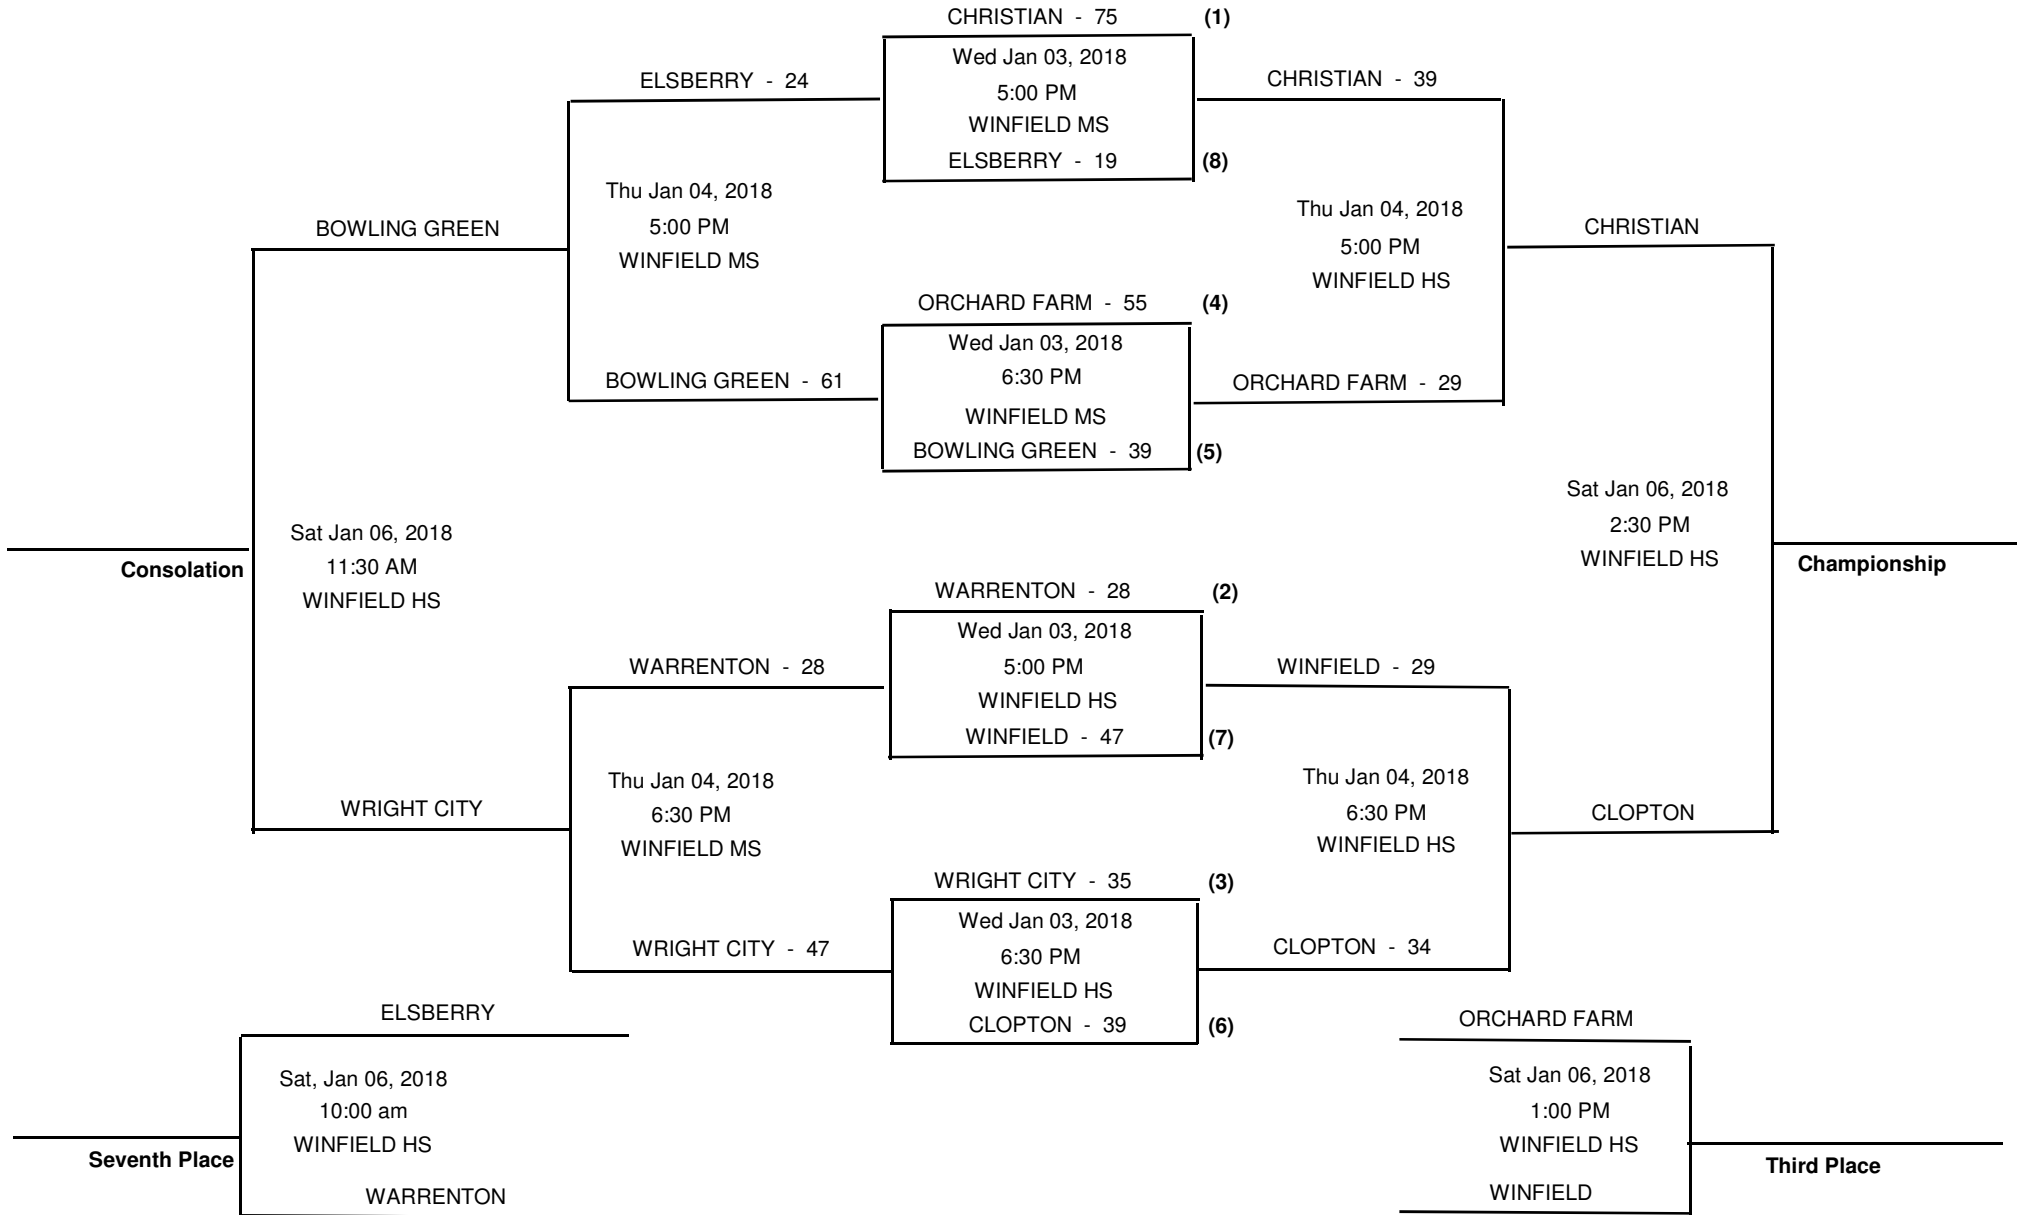 CHRISTIAN - 75 (1)
Wed Jan 03, 2018
5:00 PM
WINFIELD MS
ELSBERRY - 19 (8)
ELSBERRY - 24
CHRISTIAN - 39
Thu Jan 04, 2018
5:00 PM
WINFIELD MS
Thu Jan 04, 2018
5:00 PM
WINFIELD HS
BOWLING GREEN
CHRISTIAN
ORCHARD FARM - 55 (4)
Wed Jan 03, 2018
6:30 PM
WINFIELD MS
BOWLING GREEN - 39 (5)
BOWLING GREEN - 61
ORCHARD FARM - 29
Sat Jan 06, 2018
11:30 AM
WINFIELD HS
Consolation
Sat Jan 06, 2018
2:30 PM
WINFIELD HS
Championship
WARRENTON - 28 (2)
Wed Jan 03, 2018
5:00 PM
WINFIELD HS
WINFIELD - 47 (7)
WARRENTON - 28
WINFIELD - 29
Thu Jan 04, 2018
6:30 PM
WINFIELD MS
Thu Jan 04, 2018
6:30 PM
WINFIELD HS
WRIGHT CITY
CLOPTON
WRIGHT CITY - 35 (3)
Wed Jan 03, 2018
6:30 PM
WINFIELD HS
CLOPTON - 39 (6)
WRIGHT CITY - 47
CLOPTON - 34
ELSBERRY
Sat, Jan 06, 2018
10:00 am
WINFIELD HS
Seventh Place
WARRENTON
ORCHARD FARM
Sat Jan 06, 2018
1:00 PM
WINFIELD HS
Third Place
WINFIELD